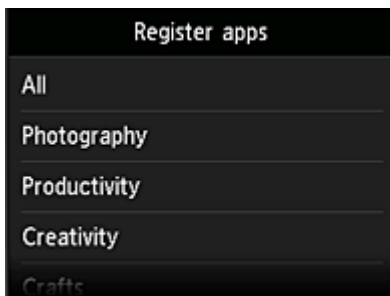 Register apps
All
Photography
Productivity
Creativity
Crafts